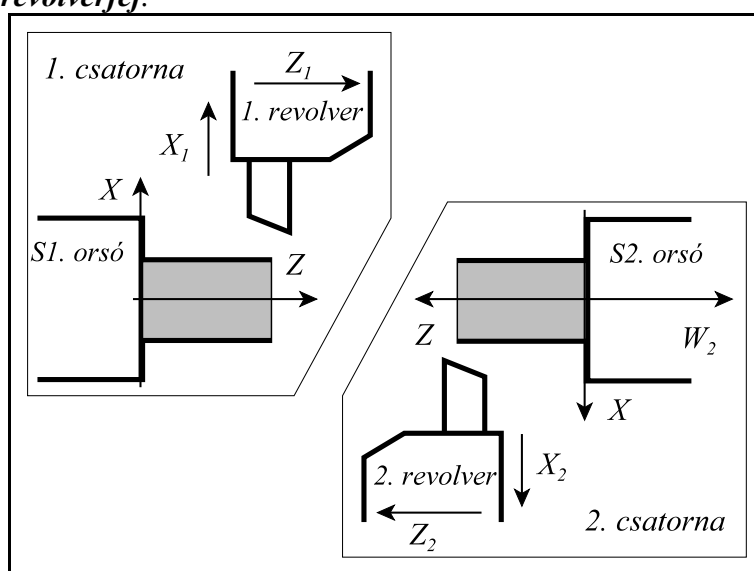 revolverfej.
1. csatorna
Z1
1. revolver
X1
X
S1. orsó
Z
S2. orsó
Z
W2
X
2. revolver
X2
Z2
2. csatorna